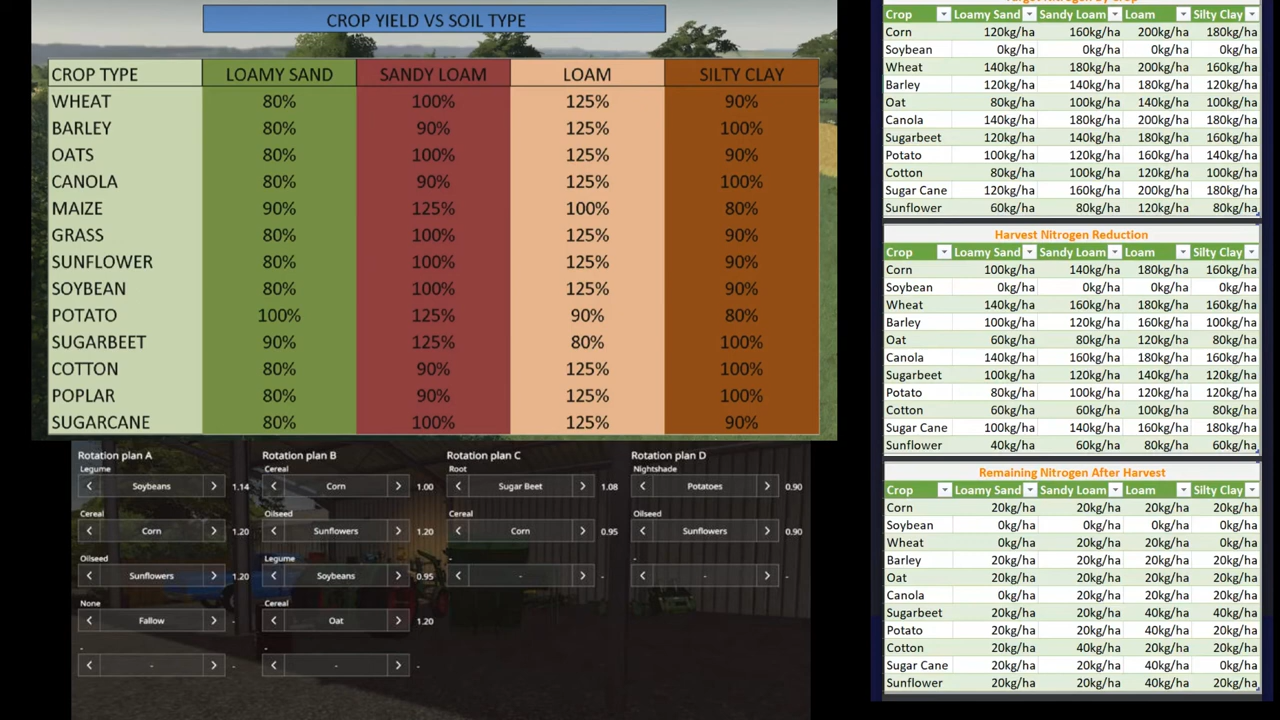 CROP YIELD VS SOIL TYPE
CROP TYPE LOAMY SAND SANDY LOAM LOAM SILTY CLAY
WHEAT 80% 100% 125% 90%
BARLEY 80% 90% 125% 100%
OATS 80% 100% 125% 90%
CANOLA 80% 90% 125% 100%
MAIZE 90% 125% 100% 80%
GRASS 80% 100% 125% 90%
SUNFLOWER 80% 100% 125% 90%
SOYBEAN 80% 100% 125% 90%
POTATO 100% 125% 90% 80%
SUGARBEET 90% 125% 80% 100%
COTTON 80% 90% 125% 100%
POPLAR 80% 90% 125% 100%
SUGARCANE 80% 100% 125% 90%
Rotation plan A Rotation plan B Rotation plan C Rotation plan D
Legume Cereal Root Nightshade
Soybeans 1.14 Corn 1.00 Sugar Beet 1.08 Potatoes 0.90
Cereal Oilseed Cereal Oilseed
Corn 1.20 Sunflowers 1.20 Corn 0.95 Sunflowers 0.90
Oilseed Legume - -
Sunflowers 1.20 Soybeans 0.95 - - - -
None Cereal
Fallow - Oat 1.20
- -
- - - -
Target Nitrogen By Crop
Crop Loamy Sand Sandy Loam Loam Silty Clay
Corn 120kg/ha 160kg/ha 200kg/ha 180kg/ha
Soybean 0kg/ha 0kg/ha 0kg/ha 0kg/ha
Wheat 140kg/ha 180kg/ha 200kg/ha 160kg/ha
Barley 120kg/ha 140kg/ha 180kg/ha 120kg/ha
Oat 80kg/ha 100kg/ha 140kg/ha 100kg/ha
Canola 140kg/ha 180kg/ha 200kg/ha 180kg/ha
Sugarbeet 120kg/ha 140kg/ha 180kg/ha 160kg/ha
Potato 100kg/ha 120kg/ha 160kg/ha 140kg/ha
Cotton 80kg/ha 100kg/ha 120kg/ha 100kg/ha
Sugar Cane 120kg/ha 160kg/ha 200kg/ha 180kg/ha
Sunflower 60kg/ha 80kg/ha 120kg/ha 80kg/ha
Harvest Nitrogen Reduction
Crop Loamy Sand Sandy Loam Loam Silty Clay
Corn 100kg/ha 140kg/ha 180kg/ha 160kg/ha
Soybean 0kg/ha 0kg/ha 0kg/ha 0kg/ha
Wheat 140kg/ha 160kg/ha 180kg/ha 160kg/ha
Barley 100kg/ha 120kg/ha 160kg/ha 100kg/ha
Oat 60kg/ha 80kg/ha 120kg/ha 80kg/ha
Canola 140kg/ha 160kg/ha 180kg/ha 160kg/ha
Sugarbeet 100kg/ha 120kg/ha 140kg/ha 120kg/ha
Potato 80kg/ha 100kg/ha 120kg/ha 120kg/ha
Cotton 60kg/ha 60kg/ha 100kg/ha 80kg/ha
Sugar Cane 100kg/ha 140kg/ha 160kg/ha 180kg/ha
Sunflower 40kg/ha 60kg/ha 80kg/ha 60kg/ha
Remaining Nitrogen After Harvest
Crop Loamy Sand Sandy Loam Loam Silty Clay
Corn 20kg/ha 20kg/ha 20kg/ha 20kg/ha
Soybean 0kg/ha 0kg/ha 0kg/ha 0kg/ha
Wheat 0kg/ha 20kg/ha 20kg/ha 0kg/ha
Barley 20kg/ha 20kg/ha 20kg/ha 20kg/ha
Oat 20kg/ha 20kg/ha 20kg/ha 20kg/ha
Canola 0kg/ha 20kg/ha 20kg/ha 20kg/ha
Sugarbeet 20kg/ha 20kg/ha 40kg/ha 40kg/ha
Potato 20kg/ha 20kg/ha 40kg/ha 20kg/ha
Cotton 20kg/ha 40kg/ha 20kg/ha 20kg/ha
Sugar Cane 20kg/ha 20kg/ha 40kg/ha 0kg/ha
Sunflower 20kg/ha 20kg/ha 40kg/ha 20kg/ha